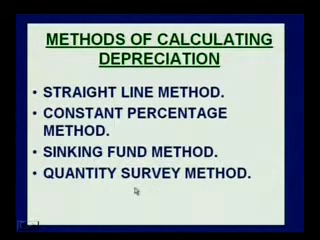 METHODS OF CALCULATING
DEPRECIATION
• STRAIGHT LINE METHOD.
• CONSTANT PERCENTAGE
METHOD.
• SINKING FUND METHOD.
• QUANTITY SURVEY METHOD.